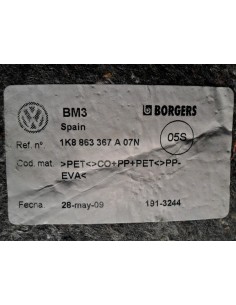 BM3
BORGERS
Spain
05S
Ref. n°. 1K8 863 367 A 07N
Cod. mat. >PET<>CO+PP+PET<>PP-
EVA<
Fecha 28-may-09 191-3244